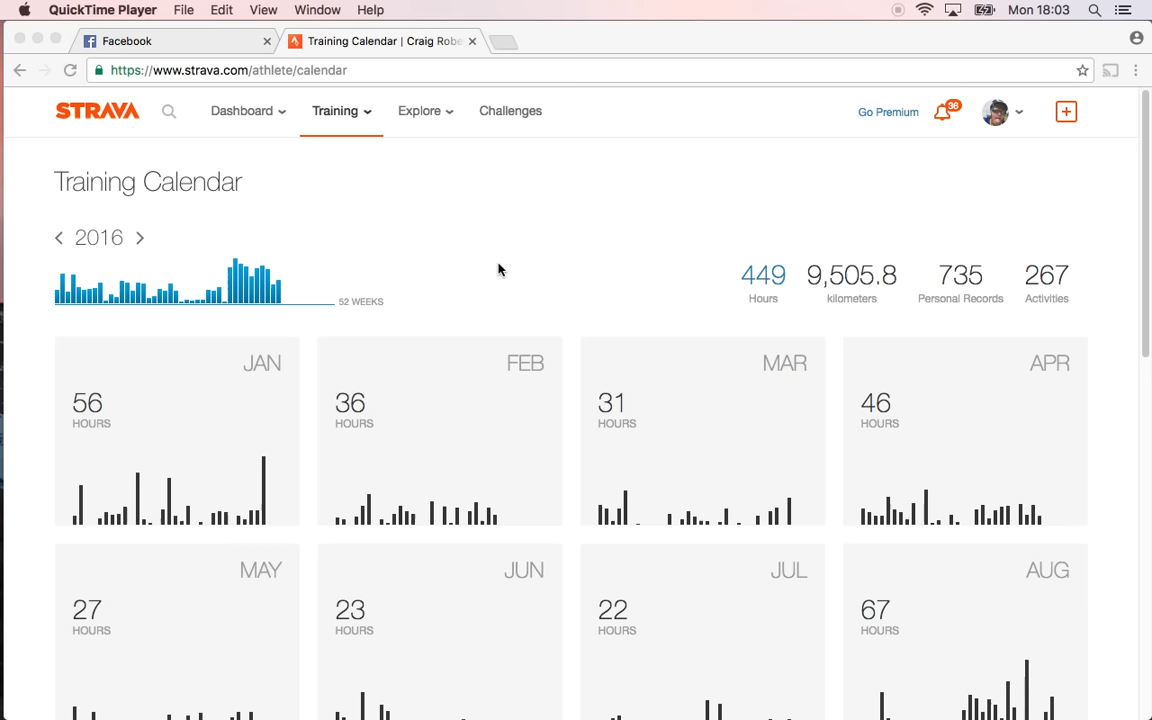 QuickTime Player File Edit View Window Help Mon 18:03
Facebook Training Calendar | Craig Robe
https://www.strava.com/athlete/calendar
STRAVA Dashboard Training Explore Challenges Go Premium 36
Training Calendar
2016
52 WEEKS
449 9,505.8 735 267
Hours kilometers Personal Records Activities
JAN FEB MAR APR
56 36 31 46
HOURS HOURS HOURS HOURS
MAY JUN JUL AUG
27 23 22 67
HOURS HOURS HOURS HOURS